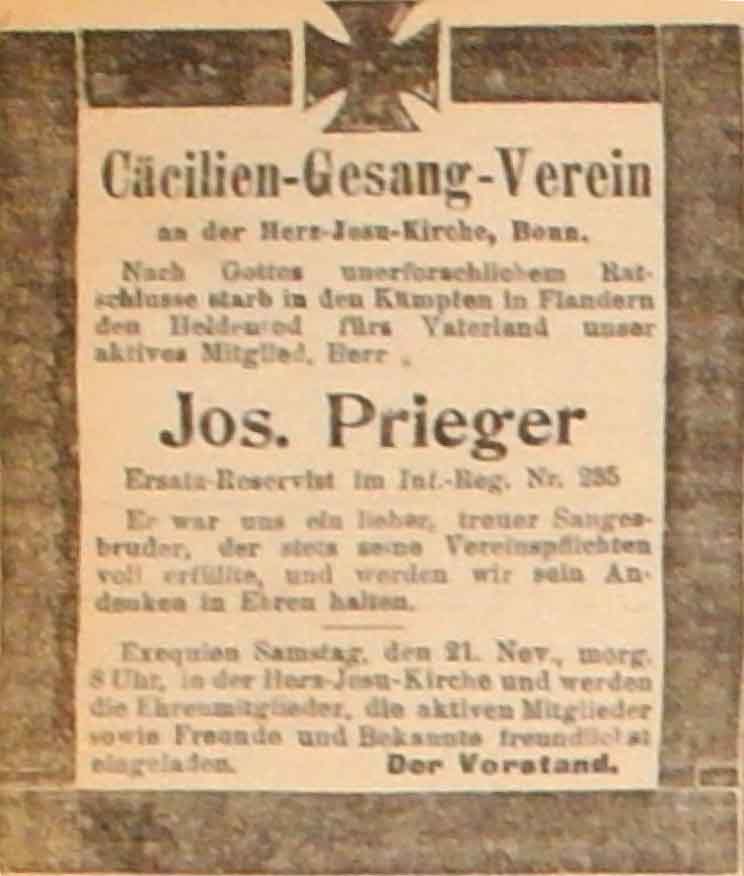 Cäcilien-Gesang-Verein
an der Herz-Jesu-Kirche, Bonn.
Nach Gottes unerforschlichem Rat-
schlusse starb in den Kämpfen in Flandern
den Heldentod fürs Vaterland unser
aktives Mitglied, Herr
Jos. Prieger
Ersatz-Reservist im Inf.-Reg. Nr. 235
Er war uns ein lieber, treuer Sanges-
bruder, der stets seine Vereinspflichten
voll erfüllte, und werden wir sein An-
denken in Ehren halten.
Exequien Samstag, den 21. Nov., morg.
8 Uhr, in der Herz-Jesu-Kirche und werden
die Ehrenmitglieder, die aktiven Mitglieder
sowie Freunde und Bekannte freundlichst
eingeladen. Der Vorstand.